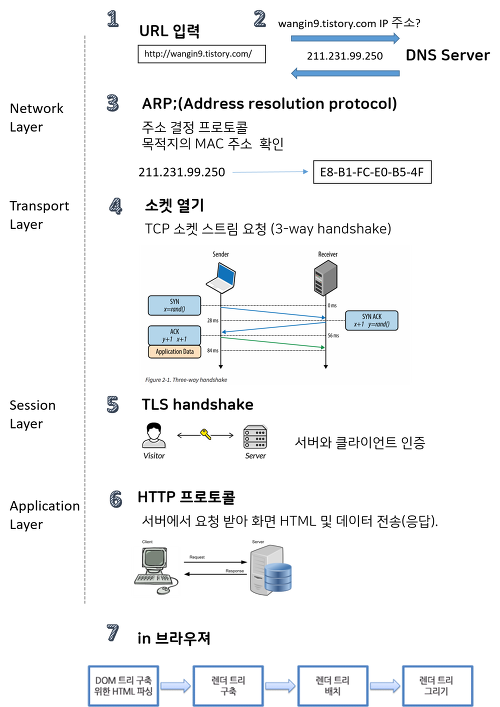 1
URL 입력
http://wangin9.tistory.com/
2
wangin9.tistory.com IP 주소?
211.231.99.250
DNS Server
Network
Layer
3
ARP;(Address resolution protocol)
주소 결정 프로토콜
목적지의 MAC 주소 확인
211.231.99.250
E8-B1-FC-E0-B5-4F
Transport
Layer
4
소켓 열기
TCP 소켓 스트림 요청 (3-way handshake)
Sender
Receiver
SYN
x=rand()
0 ms
28 ms
SYN ACK
x+1 y=rand()
ACK
y+1 x+1
56 ms
Application Data
84 ms
Figure 2-1. Three-way handshake
Session
Layer
5
TLS handshake
Visitor
Server
서버와 클라이언트 인증
Application
Layer
6
HTTP 프로토콜
서버에서 요청 받아 화면 HTML 및 데이터 전송(응답).
Client
Server
Request
Response
7
in 브라우져
DOM 트리 구축
위한 HTML 파싱
렌더 트리
구축
렌더 트리
배치
렌더 트리
그리기